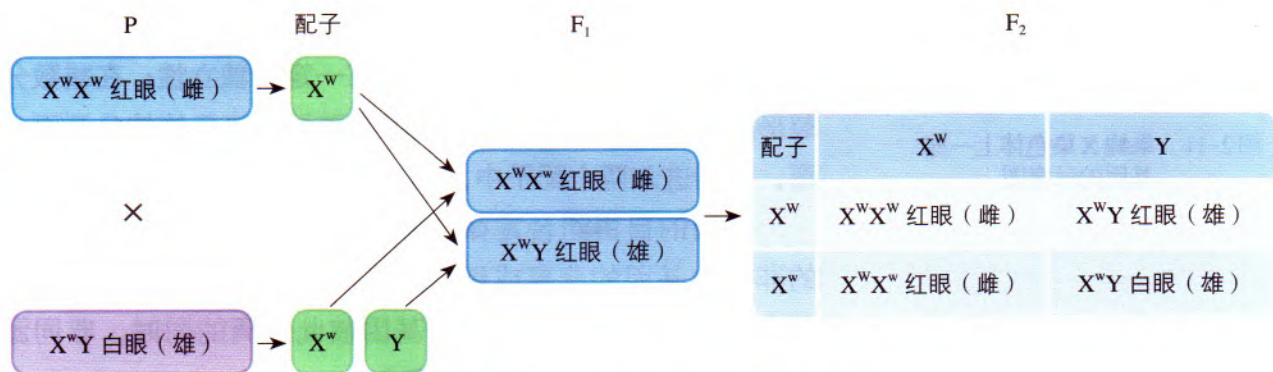 P 配子 F₁ F₂
XᵂXᵂ 红眼（雌）
Xᵂ
×
XʷY 白眼（雄）
Xʷ Y
XᵂXʷ 红眼（雌）
XᵂY 红眼（雄）
配子 Xᵂ Y
Xᵂ XᵂXᵂ 红眼（雌） XᵂY 红眼（雄）
Xʷ XᵂXʷ 红眼（雌） XʷY 白眼（雄）